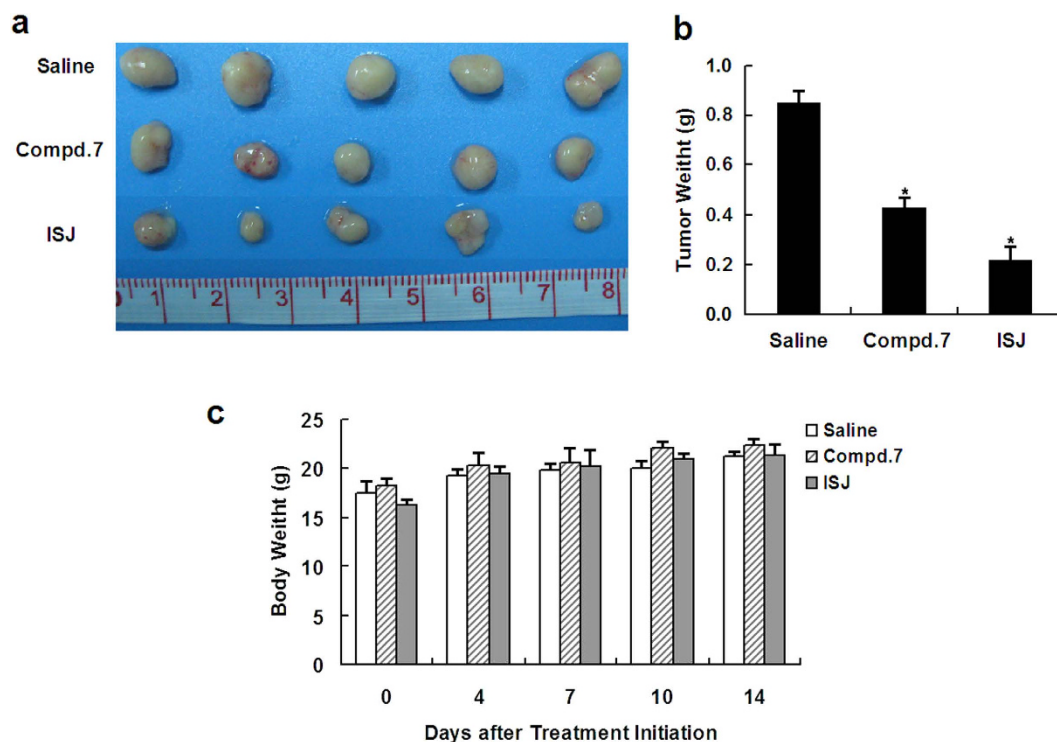 a
Saline
Compd.7
ISJ
0 1 2 3 4 5 6 7 8
b
Tumor Weitht (g)
1.0
0.8
0.6
0.4
0.2
0.0
*
*
Saline Compd.7 ISJ
c
Body Weitht (g)
25
20
15
10
5
0
0 4 7 10 14
Days after Treatment Initiation
Saline
Compd.7
ISJ